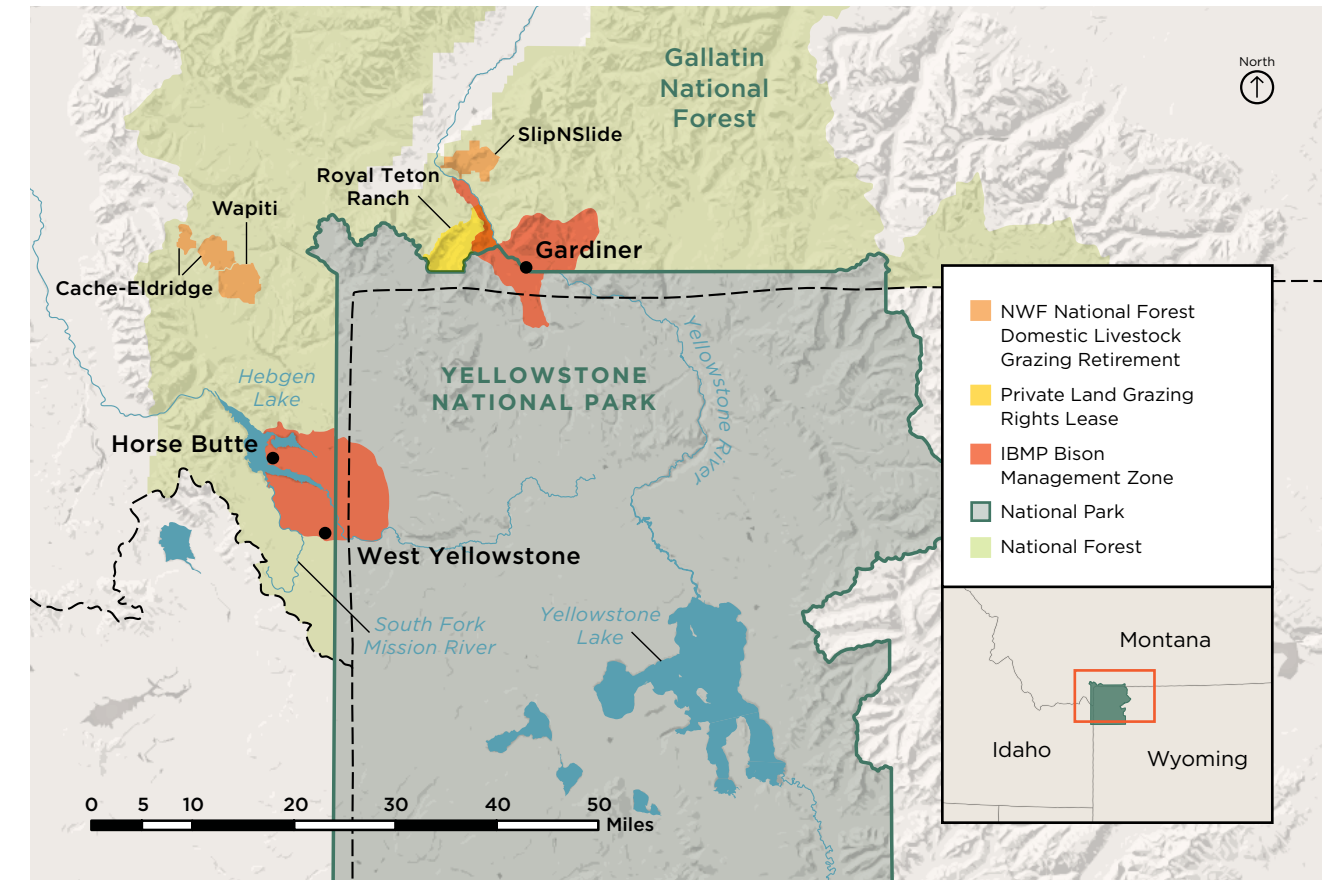 Gallatin
National
Forest
North
SlipNSlide
Royal Teton
Ranch
Wapiti
Gardiner
Cache-Eldridge
Hebgen
Lake
YELLOWSTONE
NATIONAL PARK
Yellowstone River
Horse Butte
West Yellowstone
South Fork
Mission River
Yellowstone
Lake
0 5 10 20 30 40 50
Miles
NWF National Forest
Domestic Livestock
Grazing Retirement
Private Land Grazing
Rights Lease
IBMP Bison
Management Zone
National Park
National Forest
Montana
Idaho
Wyoming